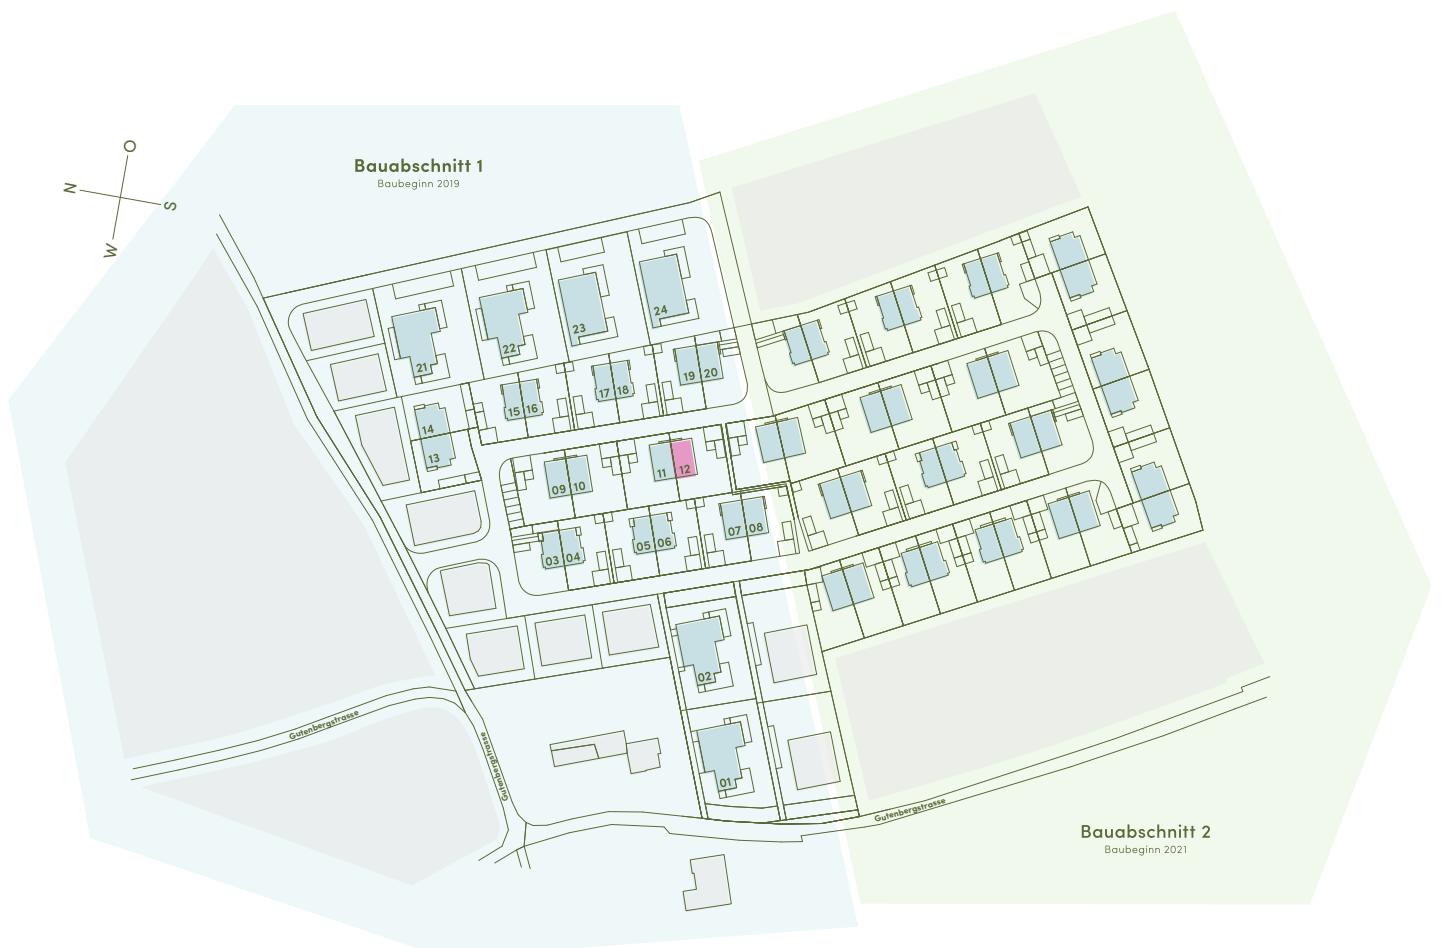 O
N
S
W
Bauabschnitt 1
Baubeginn 2019
24
23
22
21
19 20
17 18
15 16
14
13
11 12
09 10
07 08
05 06
03 04
02
01
Gutenbergstrasse
Gutenbergstrasse
Gutenbergstrasse
Bauabschnitt 2
Baubeginn 2021